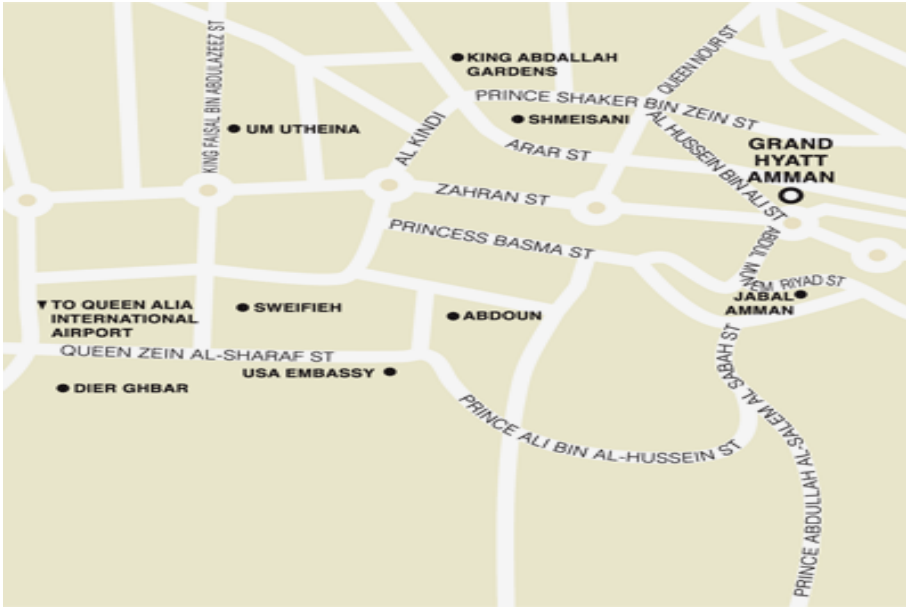 KING FAISAL BIN ABDULAZEEZ ST
QUEEN NOUR ST
KING ABDALLAH
GARDENS
PRINCE SHAKER BIN ZEIN ST
SHMEISANI
UM UTHEINA
AL KINDI
ARAR ST
AL HUSSEIN BIN ALI ST
GRAND
HYATT
AMMAN
ZAHRAN ST
PRINCESS BASMA ST
ABDUL MUNEM RIYAD ST
JABAL
AMMAN
TO QUEEN ALIA
INTERNATIONAL
AIRPORT
SWEIFIEH
ABDOUN
QUEEN ZEIN AL-SHARAF ST
USA EMBASSY
DIER GHBAR
PRINCE ALI BIN AL-HUSSEIN ST
PRINCE ABDULLAH AL-SALEM AL SABAH ST